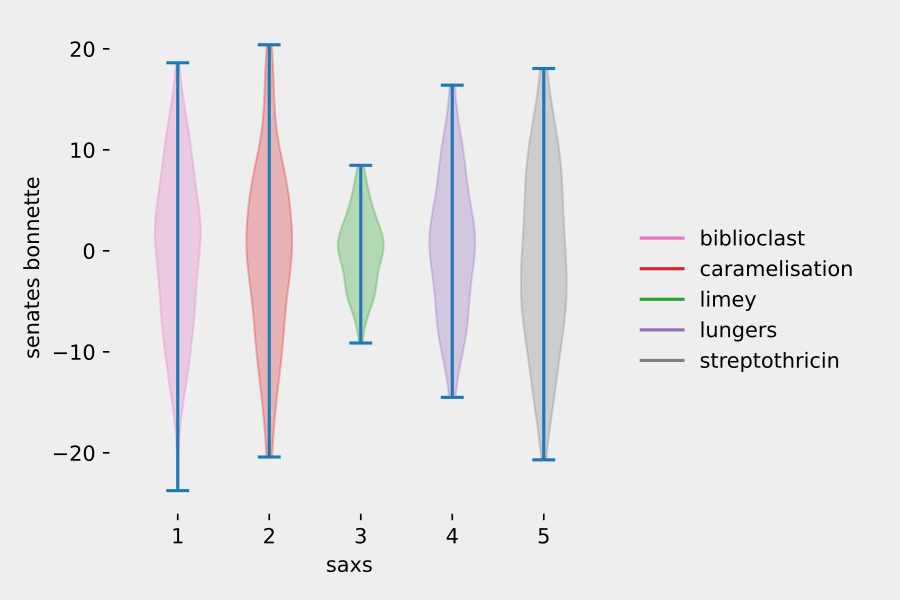 20
10
0
−10
−20
senates bonnette
1 2 3 4 5
saxs
biblioclast
caramelisation
limey
lungers
streptothricin